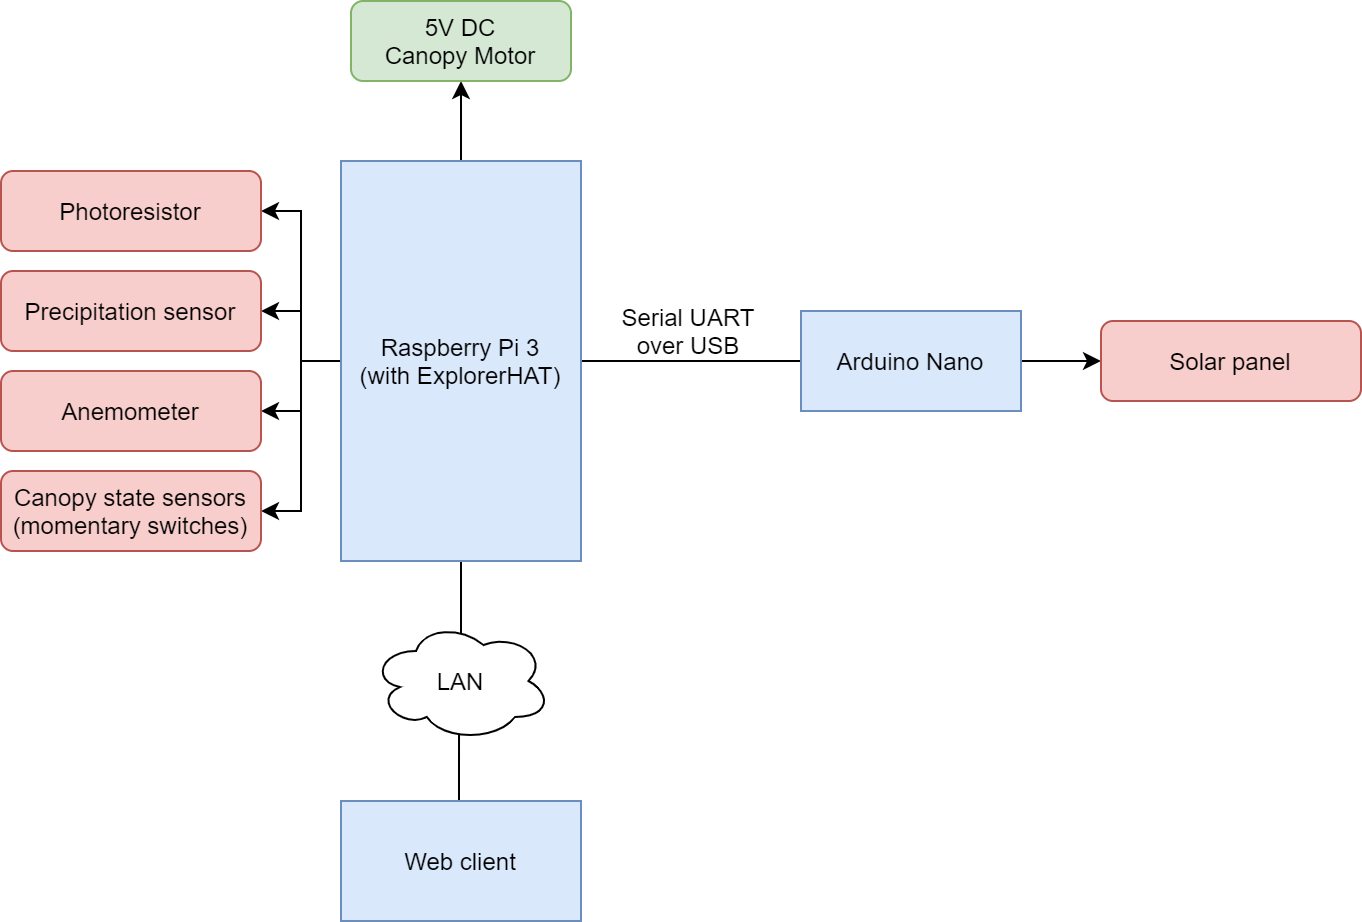 5V DC
Canopy Motor
Photoresistor
Precipitation sensor
Anemometer
Canopy state sensors
(momentary switches)
Raspberry Pi 3
(with ExplorerHAT)
Serial UART
over USB
Arduino Nano
Solar panel
LAN
Web client